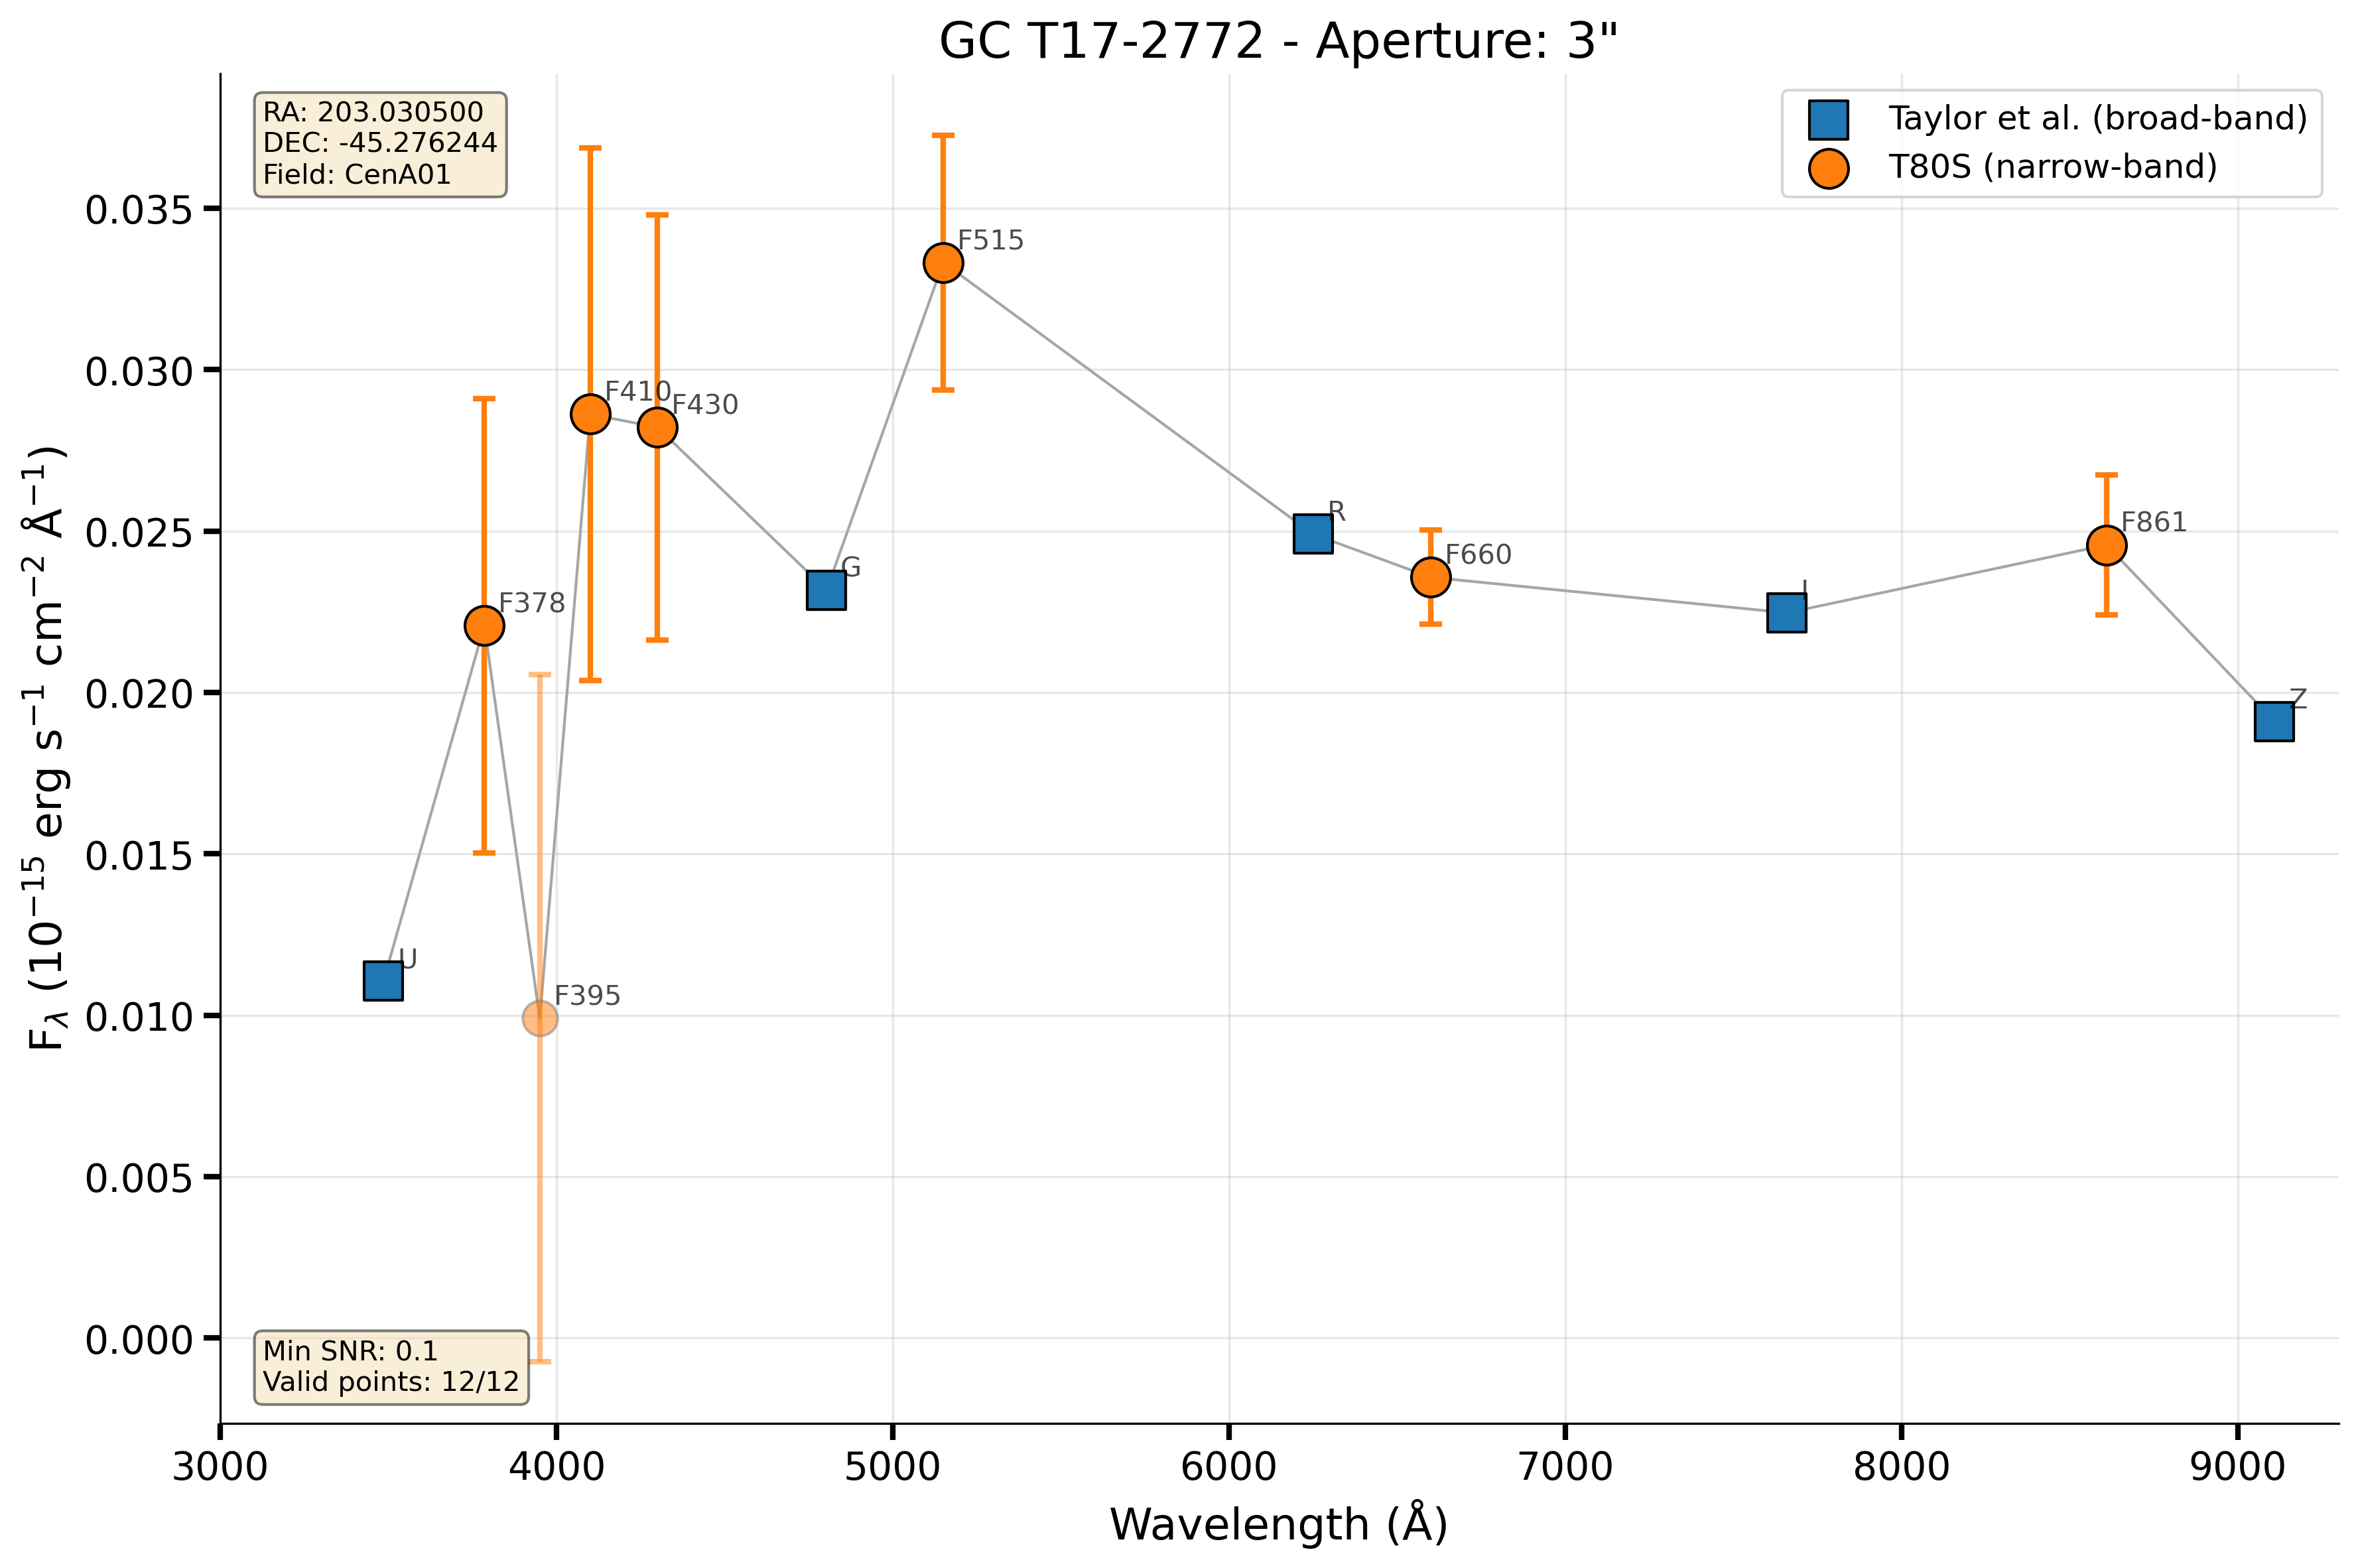 GC T17-2772 - Aperture: 3"
RA: 203.030500
DEC: -45.276244
Field: CenA01
Taylor et al. (broad-band)
T80S (narrow-band)
F515
F410
F430
F378
G
R
F660
I
F861
Z
U
F395
Min SNR: 0.1
Valid points: 12/12
0.035
0.030
0.025
0.020
0.015
0.010
0.005
0.000
F_λ (10⁻¹⁵ erg s⁻¹ cm⁻² Å⁻¹)
3000 4000 5000 6000 7000 8000 9000
Wavelength (Å)